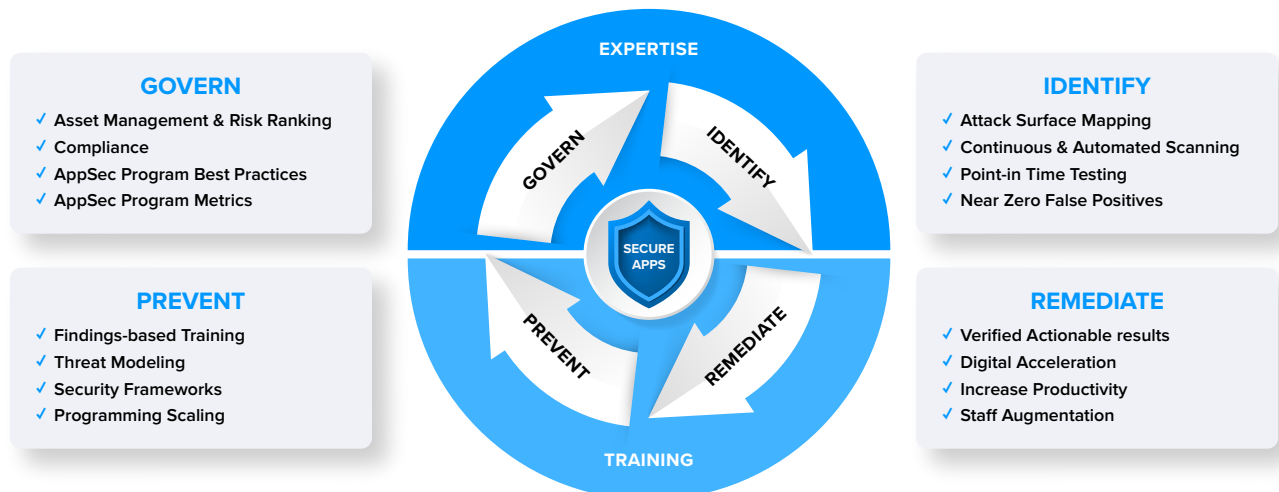 GOVERN
✓ Asset Management & Risk Ranking
✓ Compliance
✓ AppSec Program Best Practices
✓ AppSec Program Metrics
PREVENT
✓ Findings-based Training
✓ Threat Modeling
✓ Security Frameworks
✓ Programming Scaling
EXPERTISE
GOVERN
IDENTIFY
SECURE
APPS
PREVENT
REMEDIATE
TRAINING
IDENTIFY
✓ Attack Surface Mapping
✓ Continuous & Automated Scanning
✓ Point-in Time Testing
✓ Near Zero False Positives
REMEDIATE
✓ Verified Actionable results
✓ Digital Acceleration
✓ Increase Productivity
✓ Staff Augmentation